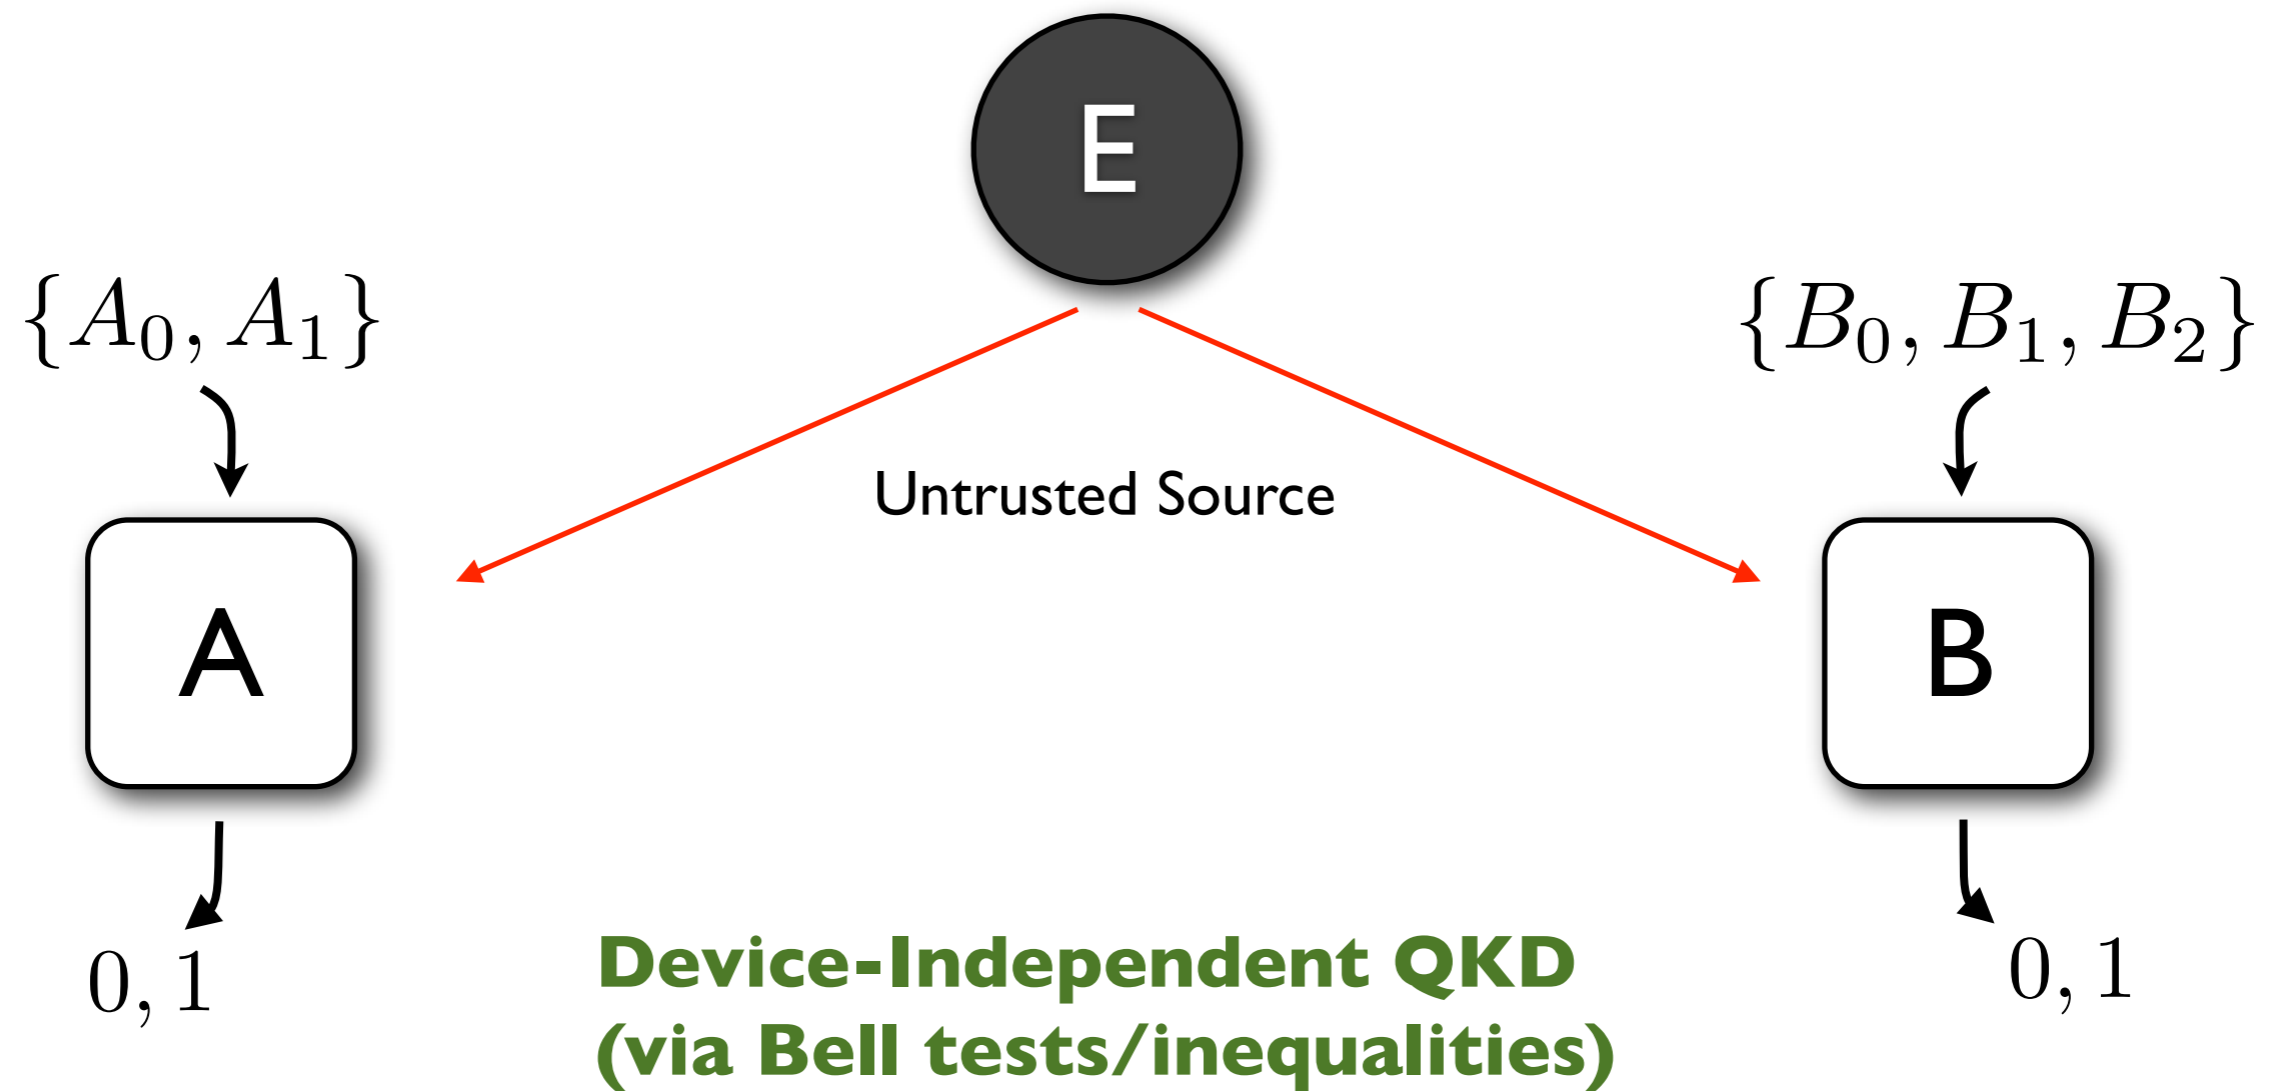 E
{A₀, A₁}
{B₀, B₁, B₂}
Untrusted Source
A
B
0, 1
0, 1
Device-Independent QKD
(via Bell tests/inequalities)